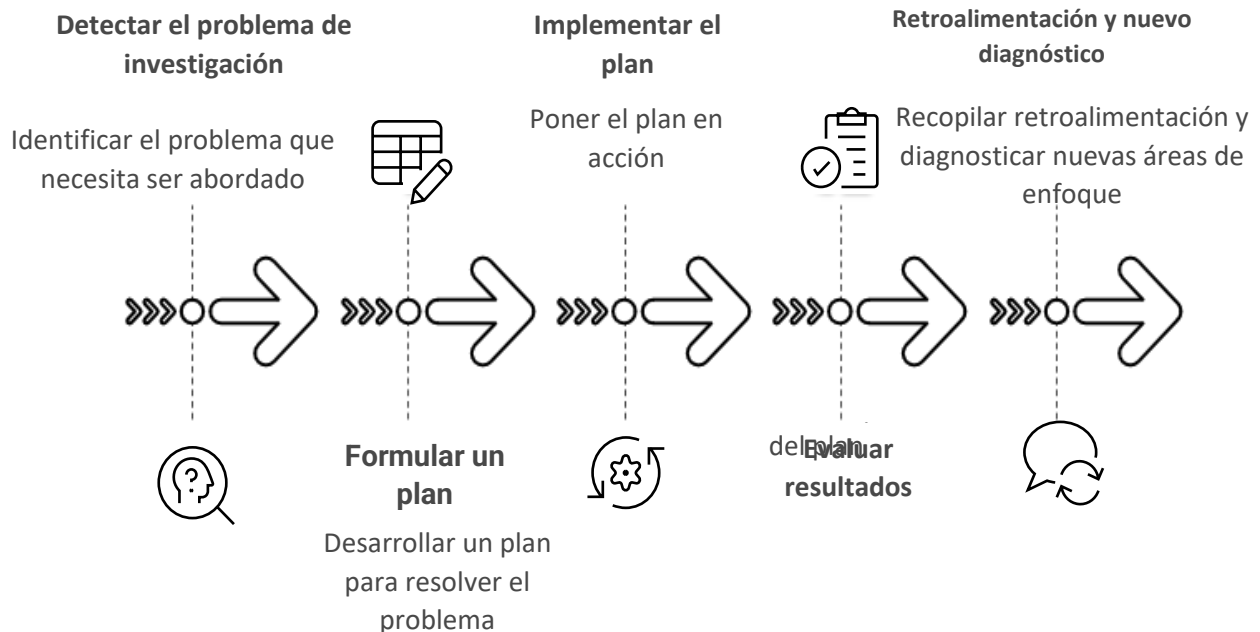 Detectar el problema de
investigación
Identificar el problema que
necesita ser abordado
Formular un
plan
Desarrollar un plan
para resolver el
problema
Implementar el
plan
Poner el plan en
acción
del plan
Evaluar
resultados
Retroalimentación y nuevo
diagnóstico
Recopilar retroalimentación y
diagnosticar nuevas áreas de
enfoque